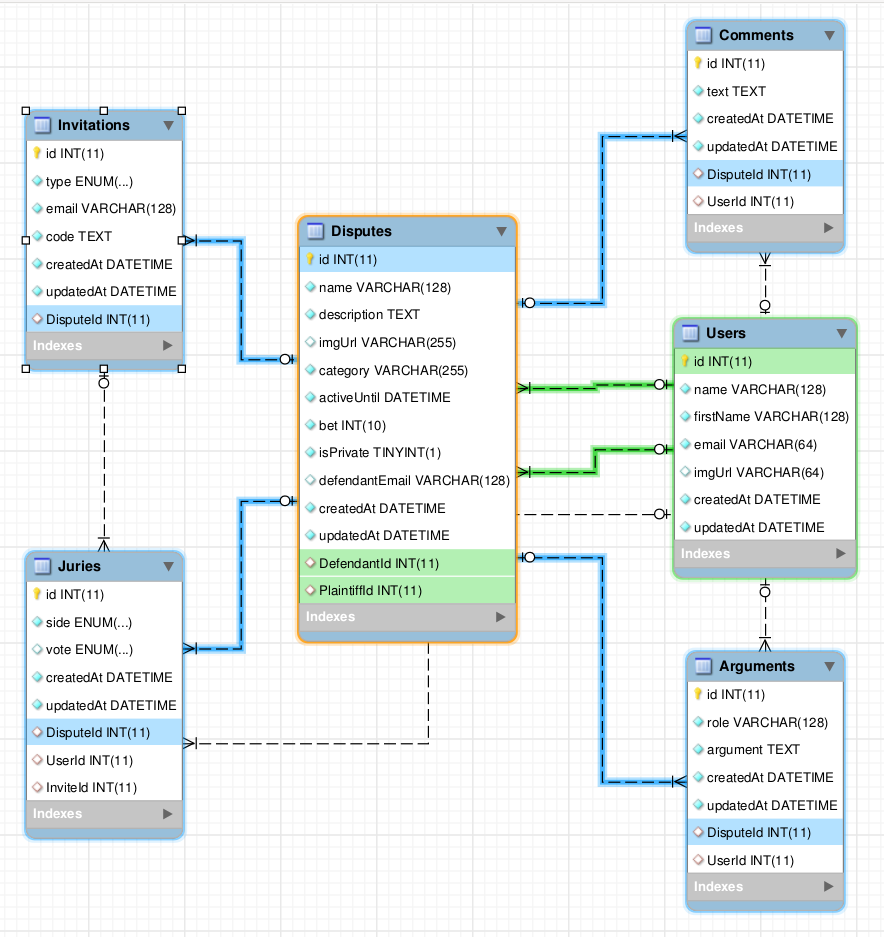 Invitations
id INT(11)
type ENUM(...)
email VARCHAR(128)
code TEXT
createdAt DATETIME
updatedAt DATETIME
DisputeId INT(11)
Indexes
Juries
id INT(11)
side ENUM(...)
vote ENUM(...)
createdAt DATETIME
updatedAt DATETIME
DisputeId INT(11)
UserId INT(11)
InviteId INT(11)
Indexes
Disputes
id INT(11)
name VARCHAR(128)
description TEXT
imgUrl VARCHAR(255)
category VARCHAR(255)
activeUntil DATETIME
bet INT(10)
isPrivate TINYINT(1)
defendantEmail VARCHAR(128)
createdAt DATETIME
updatedAt DATETIME
DefendantId INT(11)
PlaintiffId INT(11)
Indexes
Comments
id INT(11)
text TEXT
createdAt DATETIME
updatedAt DATETIME
DisputeId INT(11)
UserId INT(11)
Indexes
Users
id INT(11)
name VARCHAR(128)
firstName VARCHAR(128)
email VARCHAR(64)
imgUrl VARCHAR(64)
createdAt DATETIME
updatedAt DATETIME
Indexes
Arguments
id INT(11)
role VARCHAR(128)
argument TEXT
createdAt DATETIME
updatedAt DATETIME
DisputeId INT(11)
UserId INT(11)
Indexes